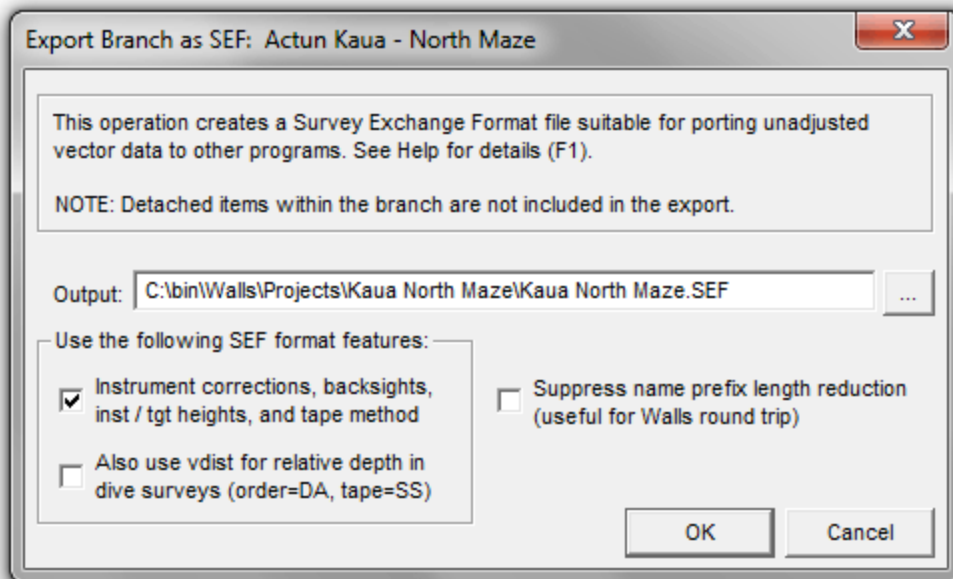 Export Branch as SEF:  Actun Kaua - North Maze
This operation creates a Survey Exchange Format file suitable for porting unadjusted
vector data to other programs. See Help for details (F1).
NOTE: Detached items within the branch are not included in the export.
Output: C:\bin\Walls\Projects\Kaua North Maze\Kaua North Maze.SEF ...
Use the following SEF format features:
Instrument corrections, backsights,
inst / tgt heights, and tape method
Suppress name prefix length reduction
(useful for Walls round trip)
Also use vdist for relative depth in
dive surveys (order=DA, tape=SS)
OK Cancel